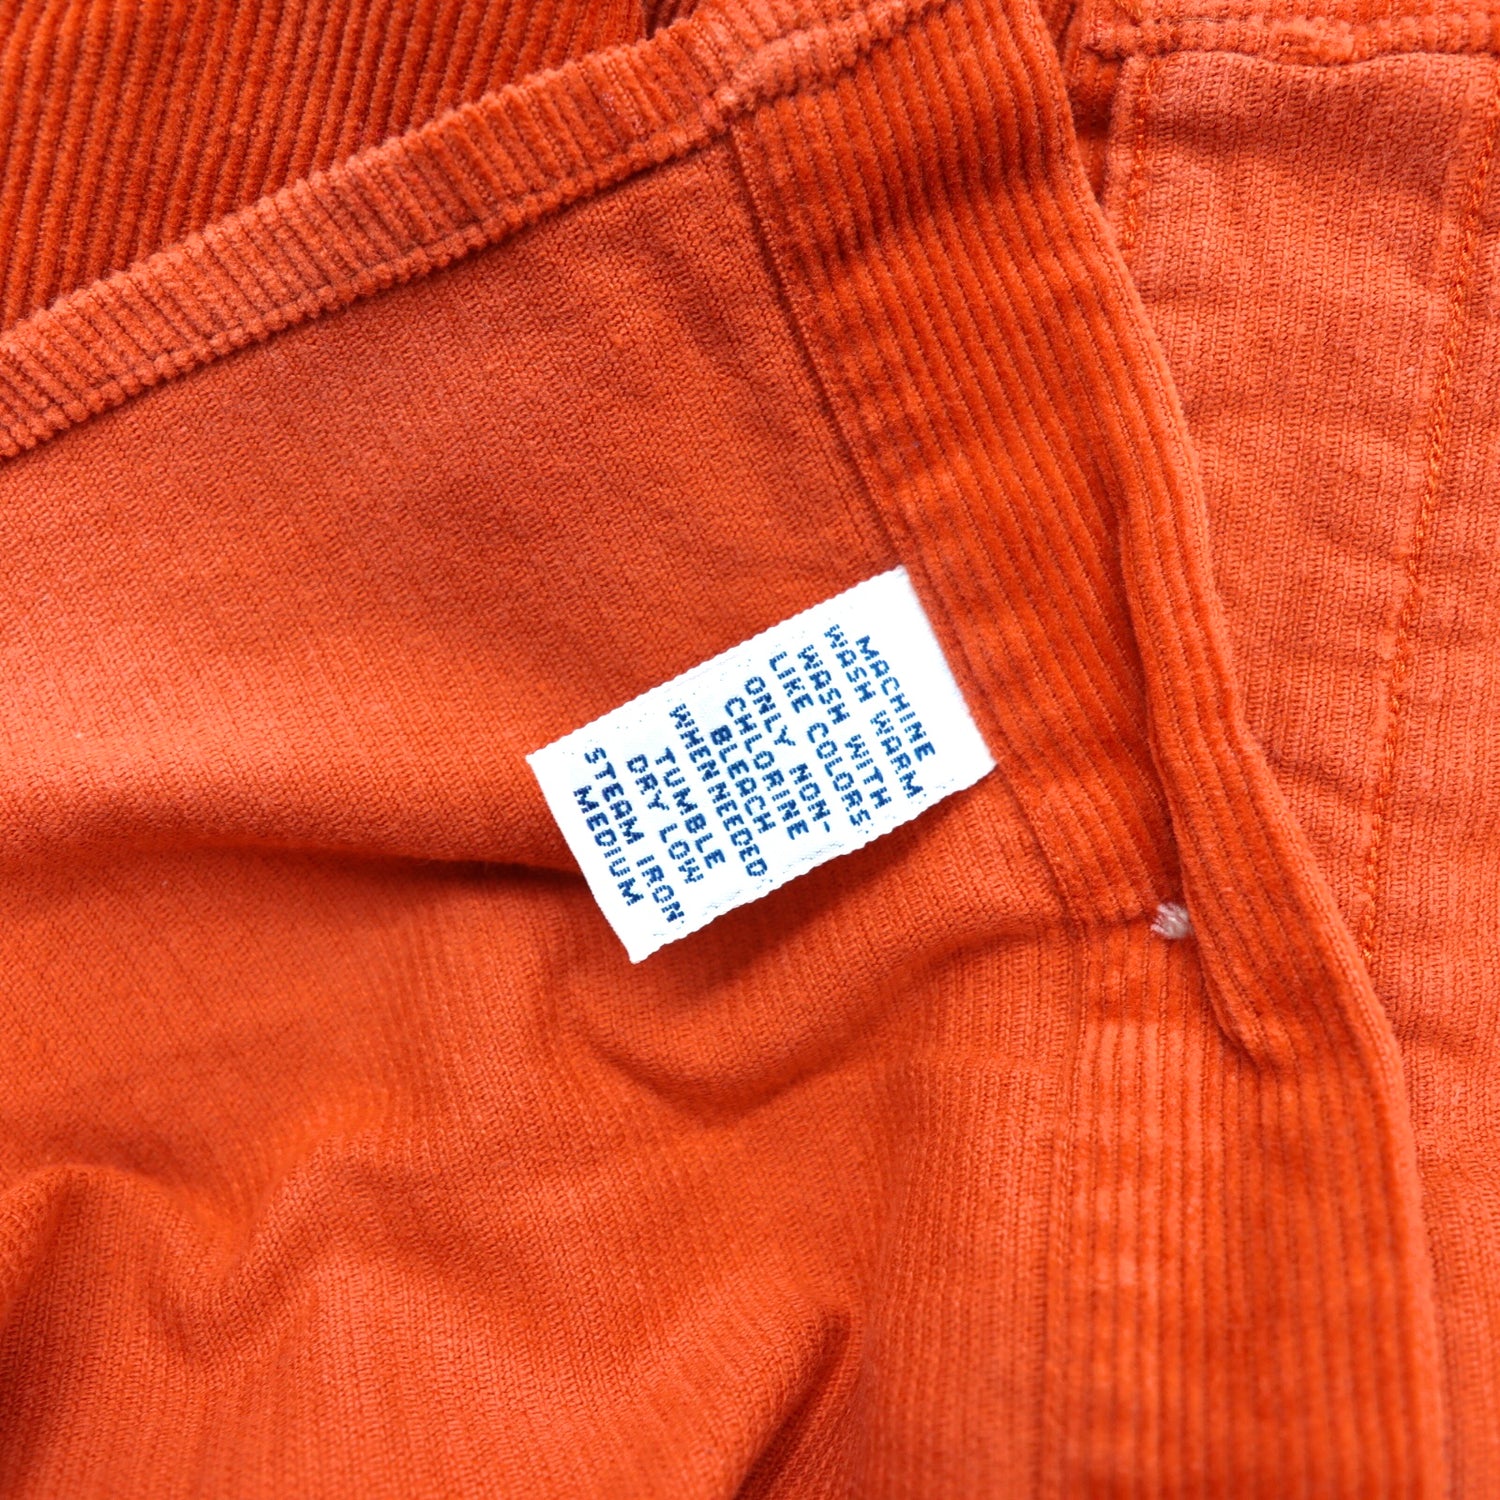 MACHINE
WASH WARM
WASH WITH
LIKE COLORS
ONLY NON-
CHLORINE
BLEACH
WHEN NEEDED
TUMBLE
DRY LOW
STEAM IRON
MEDIUM